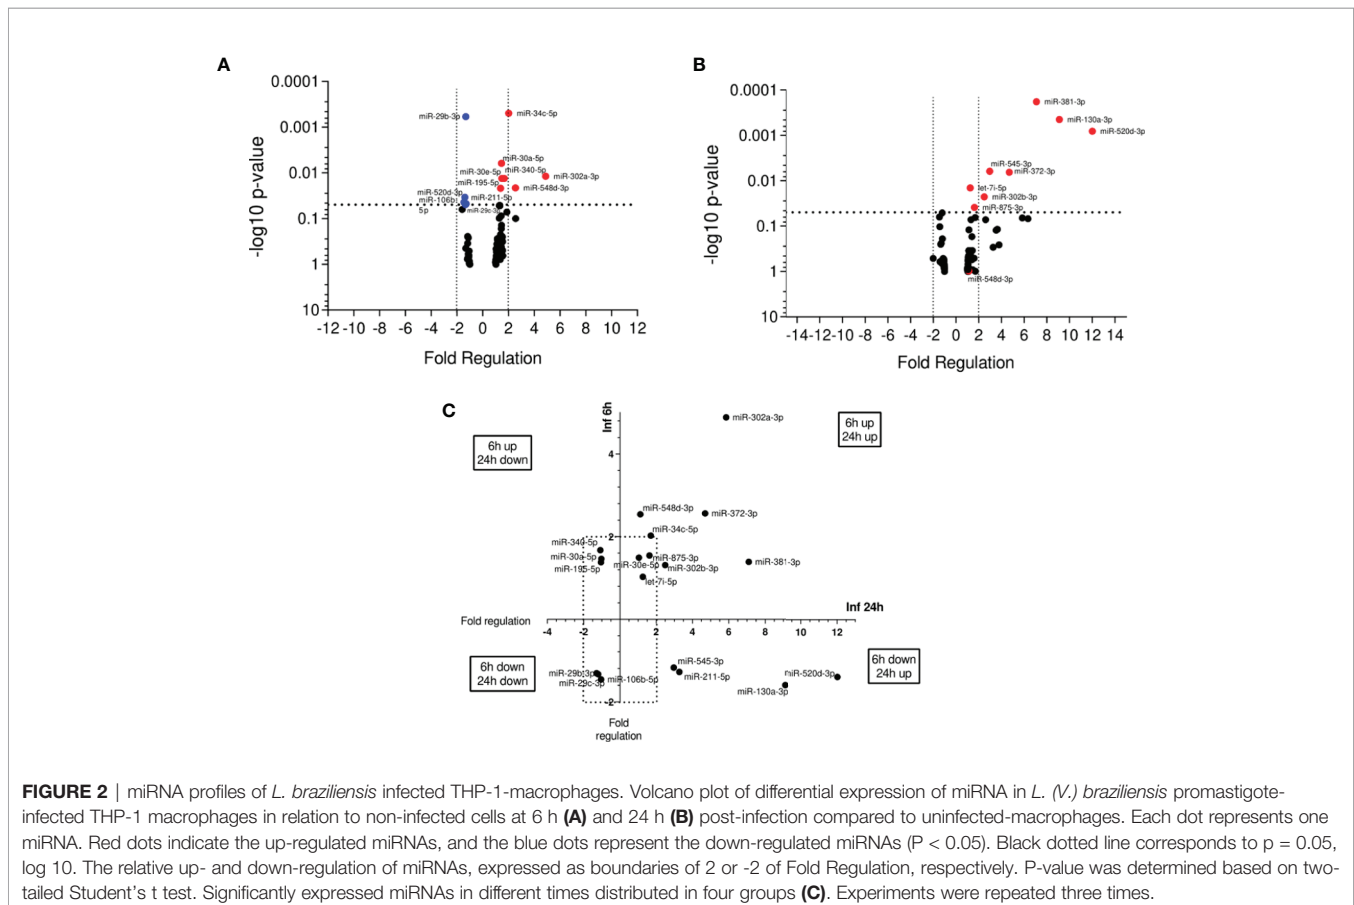 A
-log10 p-value
0.0001
0.001
0.01
0.1
1
10
miR-29b-3p
miR-34c-5p
miR-30a-5p
miR-30e-5p
miR-340-5p
miR-195-5p
miR-302a-3p
miR-548d-3p
miR-520d-3p
miR-106b
5p
miR-211-5p
miR-29c-3p
-12 -10 -8 -6 -4 -2 0 2 4 6 8 10 12
Fold Regulation
B
-log10 p-value
0.0001
0.001
0.01
0.1
1
10
miR-381-3p
miR-130a-3p
miR-520d-3p
miR-545-3p
miR-372-3p
let-7i-5p
miR-302b-3p
miR-875-3p
miR-548d-3p
-14 -12 -10 -8 -6 -4 -2 0 2 4 6 8 10 12 14
Fold Regulation
C
Inf 6h
6h up
24h down
6h up
24h up
miR-302a-3p
4
miR-548d-3p
miR-372-3p
miR-34c-5p
2
miR-340-5p
miR-30a-5p
miR-195-5p
miR-875-3p
miR-30e-5p
miR-302b-3p
miR-381-3p
let-7i-5p
Inf 24h
Fold regulation
-4 -2 2 4 6 8 10 12
6h down
24h down
6h down
24h up
miR-29b-3p
miR-29c-3p
miR-106b-5p
miR-545-3p
miR-211-5p
miR-520d-3p
miR-130a-3p
-2
Fold
regulation
FIGURE 2 | miRNA profiles of L. braziliensis infected THP-1-macrophages. Volcano plot of differential expression of miRNA in L. (V.) braziliensis promastigote-
infected THP-1 macrophages in relation to non-infected cells at 6 h (A) and 24 h (B) post-infection compared to uninfected-macrophages. Each dot represents one
miRNA. Red dots indicate the up-regulated miRNAs, and the blue dots represent the down-regulated miRNAs (P < 0.05). Black dotted line corresponds to p = 0.05,
log 10. The relative up- and down-regulation of miRNAs, expressed as boundaries of 2 or -2 of Fold Regulation, respectively. P-value was determined based on two-
tailed Student's t test. Significantly expressed miRNAs in different times distributed in four groups (C). Experiments were repeated three times.